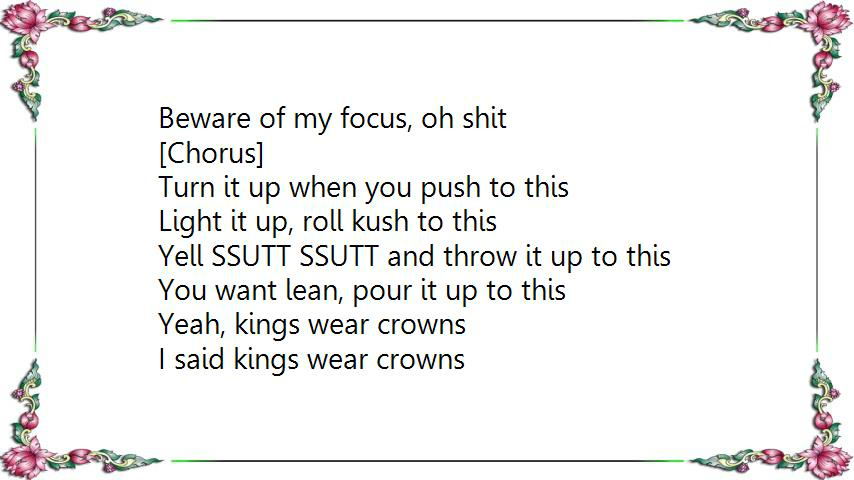 Beware of my focus, oh shit
[Chorus]
Turn it up when you push to this
Light it up, roll kush to this
Yell SSUTT SSUTT and throw it up to this
You want lean, pour it up to this
Yeah, kings wear crowns
I said kings wear crowns